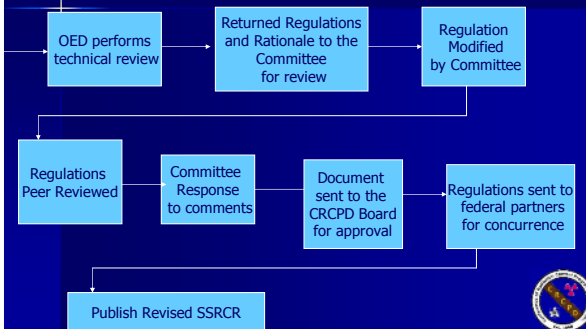 OED performs
technical review
Returned Regulations
and Rationale to the
Committee
for review
Regulation
Modified
by Committee
Regulations
Peer Reviewed
Committee
Response
to comments
Document
sent to the
CRCPD Board
for approval
Regulations sent to
federal partners
for concurrence
Publish Revised SSRCR